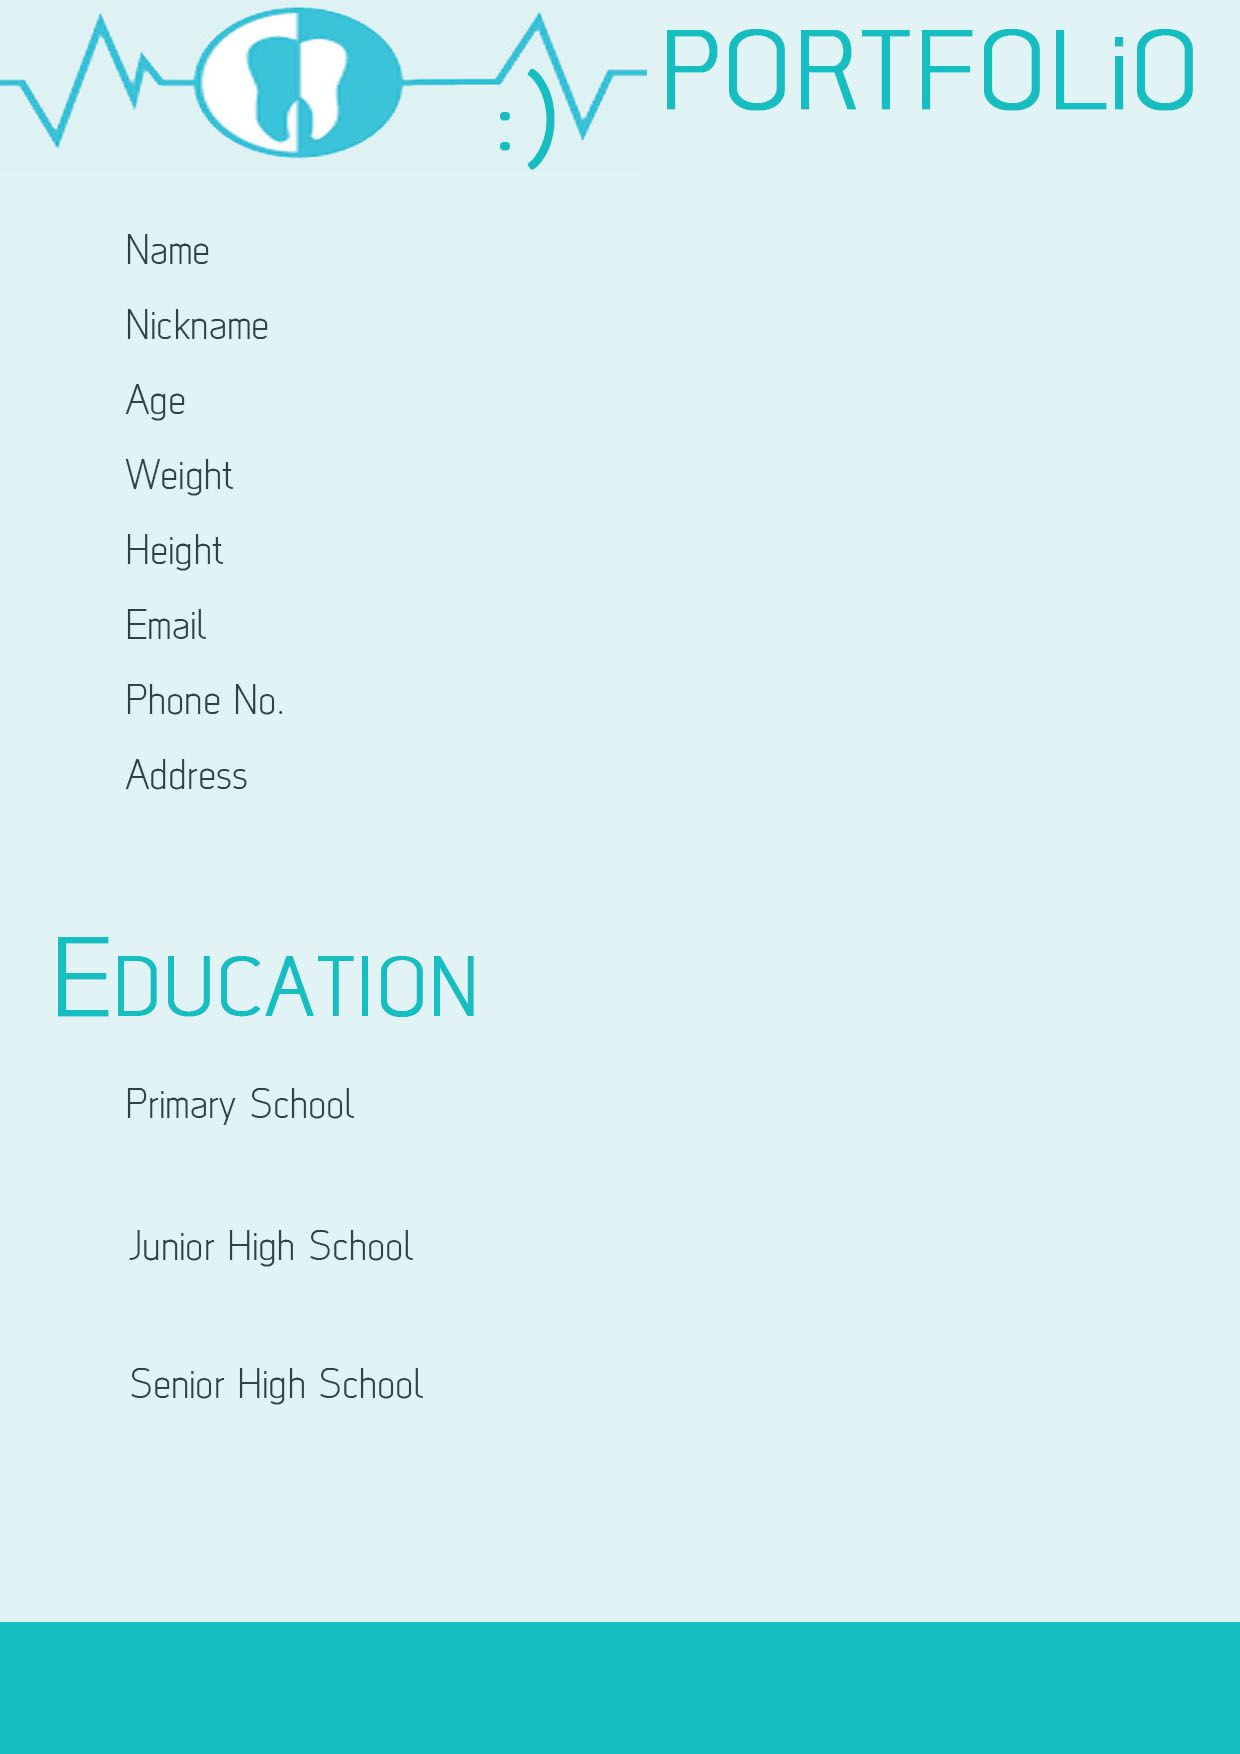 PORTFOLiO
:)
Name
Nickname
Age
Weight
Height
Email
Phone No.
Address
EDUCATION
Primary School
Junior High School
Senior High School